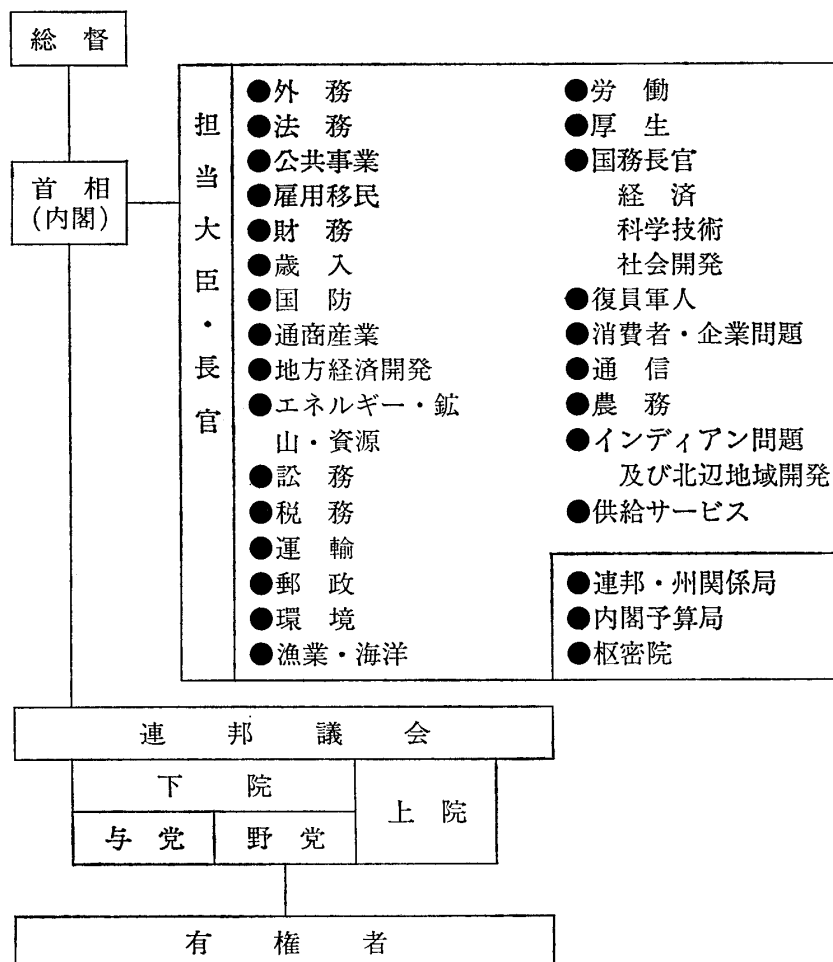 総督
首相
(内閣)
担当大臣・長官
●外務
●法務
●公共事業
●雇用移民
●財務
●歳入
●国防
●通商産業
●地方経済開発
●エネルギー・鉱
山・資源
●訟務
●税務
●運輸
●郵政
●環境
●漁業・海洋
●労働
●厚生
●国務長官
経済
科学技術
社会開発
●復員軍人
●消費者・企業問題
●通信
●農務
●インディアン問題
及び北辺地域開発
●供給サービス
●連邦・州関係局
●内閣予算局
●枢密院
連邦議会
下院
与党
野党
上院
有権者